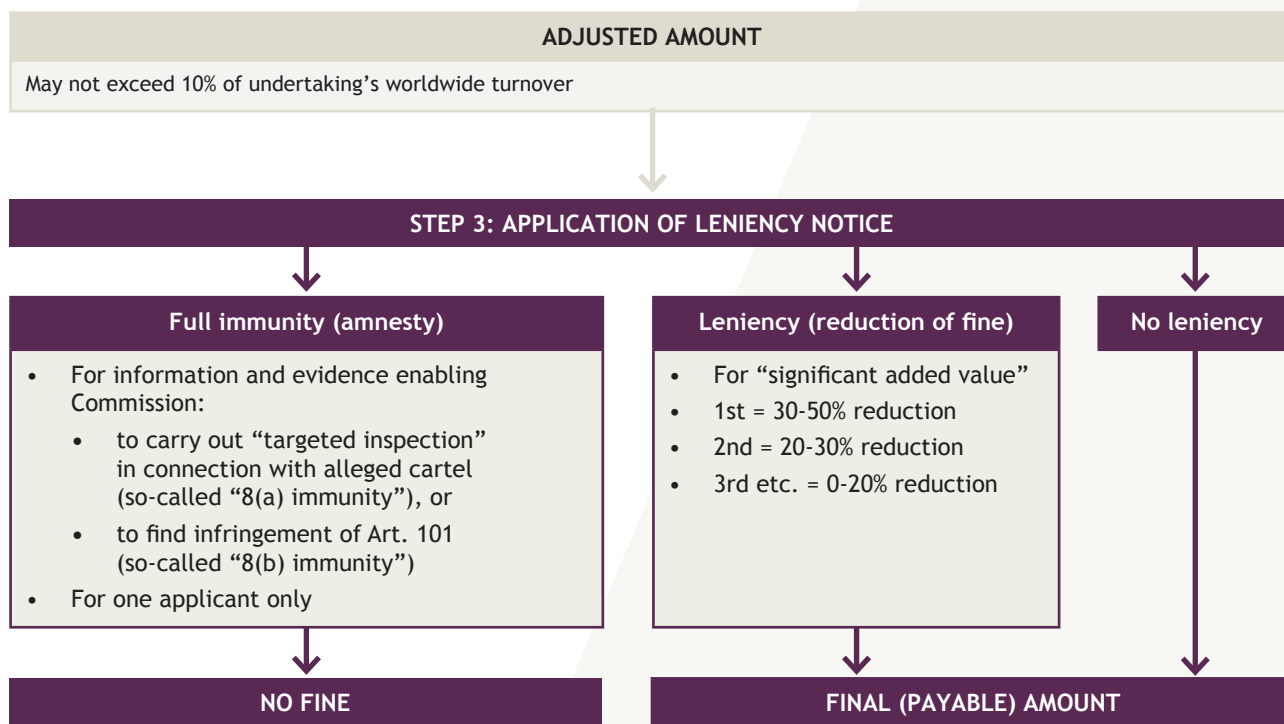 ADJUSTED AMOUNT
May not exceed 10% of undertaking’s worldwide turnover
STEP 3: APPLICATION OF LENIENCY NOTICE
Full immunity (amnesty)
• For information and evidence enabling
Commission:
• to carry out “targeted inspection”
in connection with alleged cartel
(so-called “8(a) immunity”), or
• to find infringement of Art. 101
(so-called “8(b) immunity”)
• For one applicant only
Leniency (reduction of fine)
• For “significant added value”
• 1st = 30-50% reduction
• 2nd = 20-30% reduction
• 3rd etc. = 0-20% reduction
No leniency
NO FINE
FINAL (PAYABLE) AMOUNT